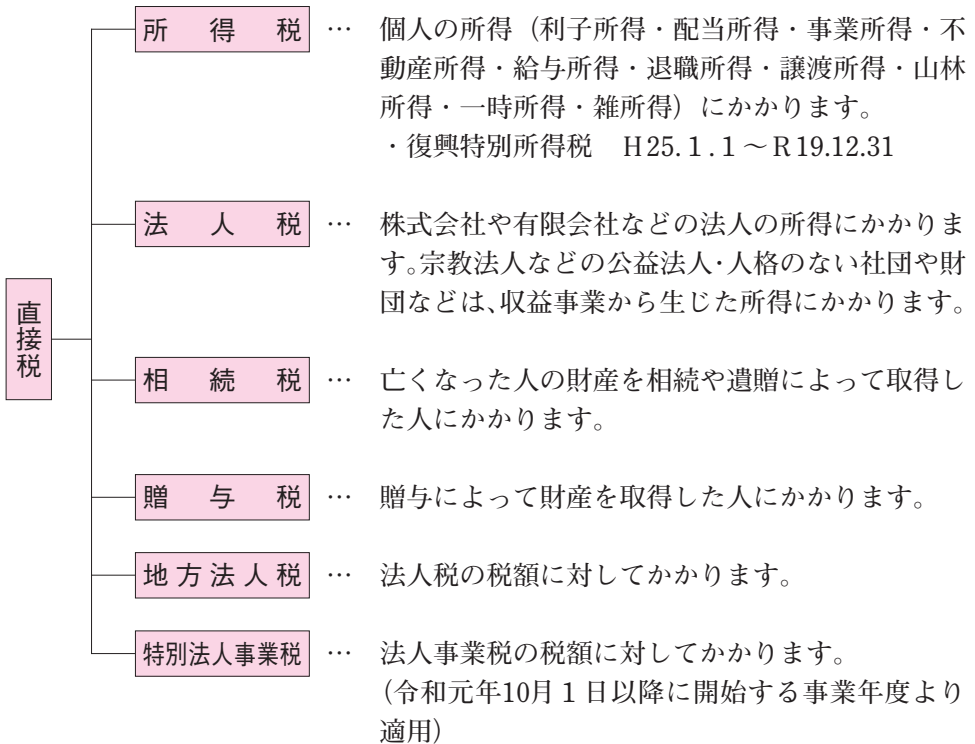 直接税
所得税 … 個人の所得（利子所得・配当所得・事業所得・不
動産所得・給与所得・退職所得・譲渡所得・山林
所得・一時所得・雑所得）にかかります。
・復興特別所得税　H25.1.1～R19.12.31
法人税 … 株式会社や有限会社などの法人の所得にかかりま
す。宗教法人などの公益法人・人格のない社団や財
団などは、収益事業から生じた所得にかかります。
相続税 … 亡くなった人の財産を相続や遺贈によって取得し
た人にかかります。
贈与税 … 贈与によって財産を取得した人にかかります。
地方法人税 … 法人税の税額に対してかかります。
特別法人事業税 … 法人事業税の税額に対してかかります。
（令和元年10月１日以降に開始する事業年度より
適用）